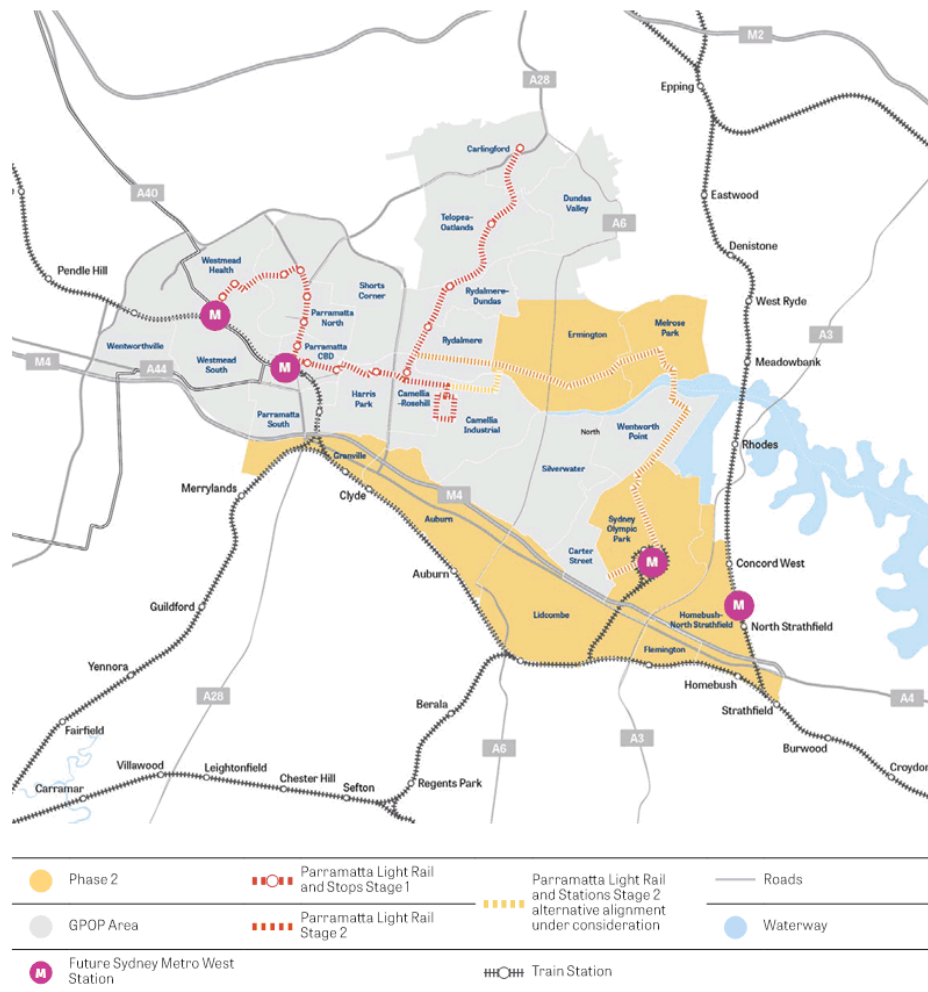 M2
Epping
A28
Carlingford
Dundas
Valley
A40
Eastwood
Telopea-
Oatlands
A6
North
Denistone
Westmead
Health
Pendle Hill
Shorts
Corner
Rydalmere-
Dundas
West Ryde
M
Parramatta
North
Ermington
Melrose
Park
A3
Wentworthville
Parramatta
CBD
Rydalmere
M4
A44
Westmead
South
M
Meadowbank
Harris
Park
Camellia
-Rosehill
Parramatta
South
Camellia
Industrial
North
Wentworth
Point
Rhodes
Granville
Silverwater
Merrylands
Clyde
M4
Auburn
Sydney
Olympic
Park
Carter
Street
M
Concord West
Auburn
M
Guildford
Lidcombe
Homebush-
North Strathfield
North Strathfield
Flemington
Yennora
Homebush
A28
Berala
Strathfield
A4
Fairfield
A6
A3
Burwood
Villawood
Leightonfield
Chester Hill
Sefton
Regents Park
Croydon
Carramar
Phase 2
Parramatta Light Rail
and Stops Stage 1
Parramatta Light Rail
and Stations Stage 2
alternative alignment
under consideration
Roads
GPOP Area
Parramatta Light Rail
Stage 2
Waterway
M
Future Sydney Metro West
Station
Train Station